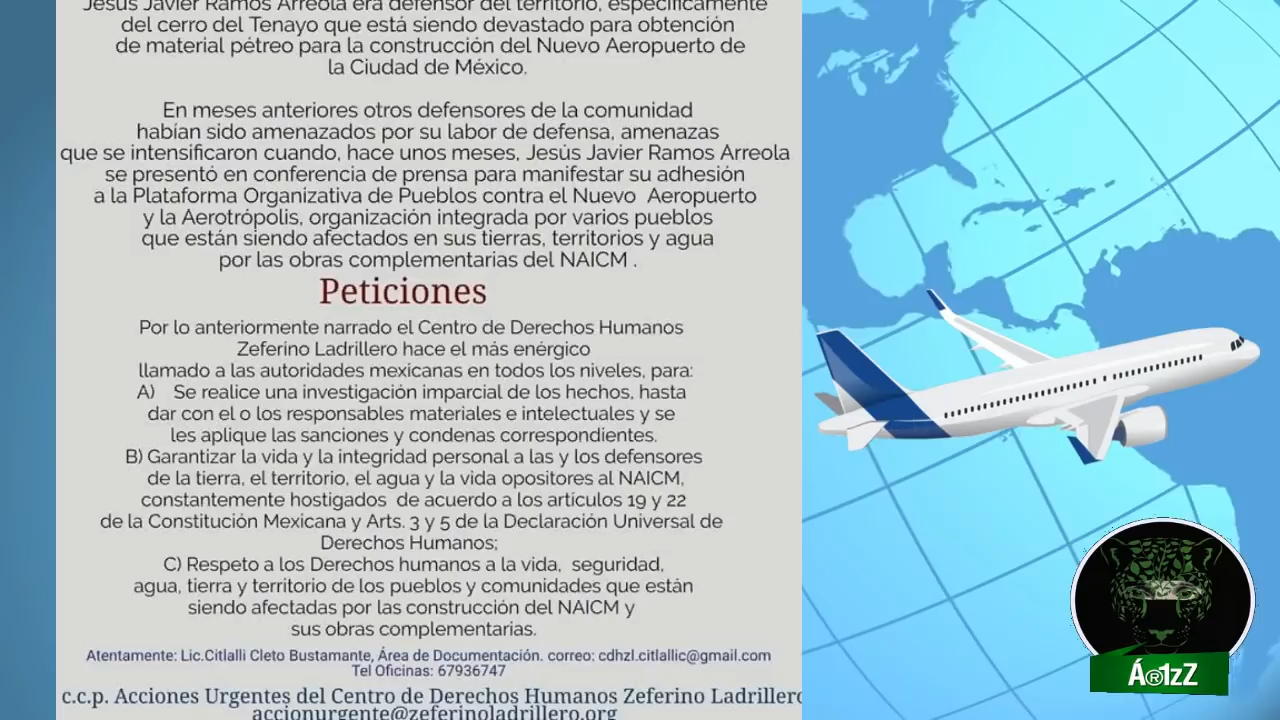 Jesús Javier Ramos Arreola era defensor del territorio, específicamente
del cerro del Tenayo que está siendo devastado para obtención
de material pétreo para la construcción del Nuevo Aeropuerto de
la Ciudad de México.
En meses anteriores otros defensores de la comunidad
habían sido amenazados por su labor de defensa, amenazas
que se intensificaron cuando, hace unos meses, Jesús Javier Ramos Arreola
se presentó en conferencia de prensa para manifestar su adhesión
a la Plataforma Organizativa de Pueblos contra el Nuevo Aeropuerto
y la Aerotrópolis, organización integrada por varios pueblos
que están siendo afectados en sus tierras, territorios y agua
por las obras complementarias del NAICM .
Peticiones
Por lo anteriormente narrado el Centro de Derechos Humanos
Zeferino Ladrillero hace el más enérgico
llamado a las autoridades mexicanas en todos los niveles, para:
A) Se realice una investigación imparcial de los hechos, hasta
dar con el o los responsables materiales e intelectuales y se
les aplique las sanciones y condenas correspondientes.
B) Garantizar la vida y la integridad personal a las y los defensores
de la tierra, el territorio, el agua y la vida opositores al NAICM,
constantemente hostigados de acuerdo a los artículos 19 y 22
de la Constitución Mexicana y Arts. 3 y 5 de la Declaración Universal de
Derechos Humanos;
C) Respeto a los Derechos humanos a la vida, seguridad,
agua, tierra y territorio de los pueblos y comunidades que están
siendo afectadas por las construcción del NAICM y
sus obras complementarias.
Atentamente: Lic.Citlalli Cleto Bustamante, Área de Documentación. correo: cdhzl.citlallic@gmail.com
Tel Oficinas: 67936747
c.c.p. Acciones Urgentes del Centro de Derechos Humanos Zeferino Ladrillero
accionurgente@zeferinoladrillero.org
Á®1zZ